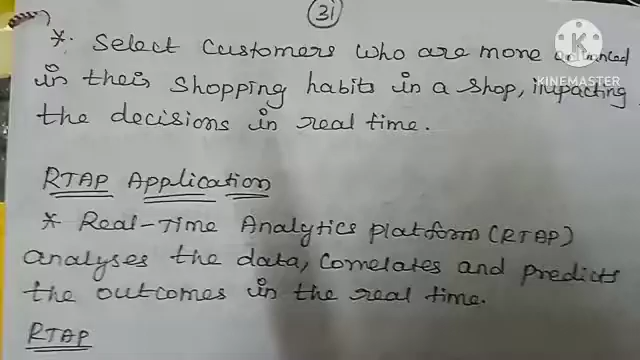 31
* Select customers who are more
in their shopping habits in a shop, impacting
the decisions in real time.
RTAP Application
* Real-Time Analytics platform (RTAP)
analyses the data, correlates and predicts
the outcomes in the real time.
RTAP
KINEMASTER